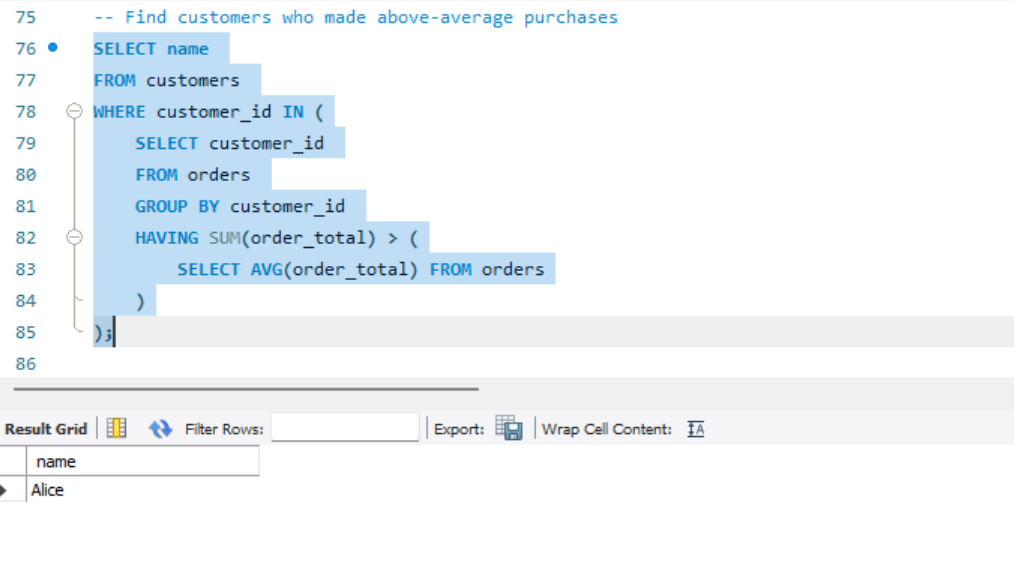 75 -- Find customers who made above-average purchases
76 SELECT name
77 FROM customers
78 WHERE customer_id IN (
79 SELECT customer_id
80 FROM orders
81 GROUP BY customer_id
82 HAVING SUM(order_total) > (
83 SELECT AVG(order_total) FROM orders
84 )
85 );
86
Result Grid Filter Rows: Export: Wrap Cell Content: IA
name
Alice